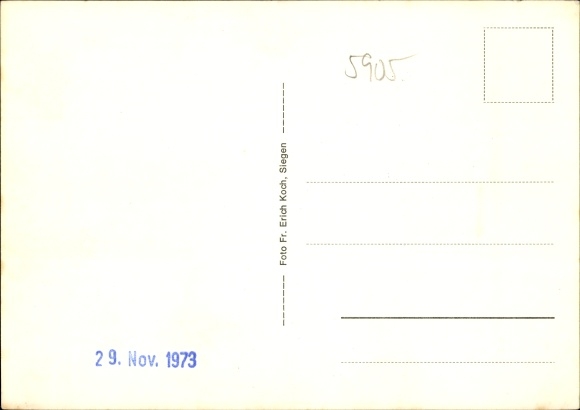 5905.
Foto Fr. Erich Koch, Siegen
29. Nov. 1973